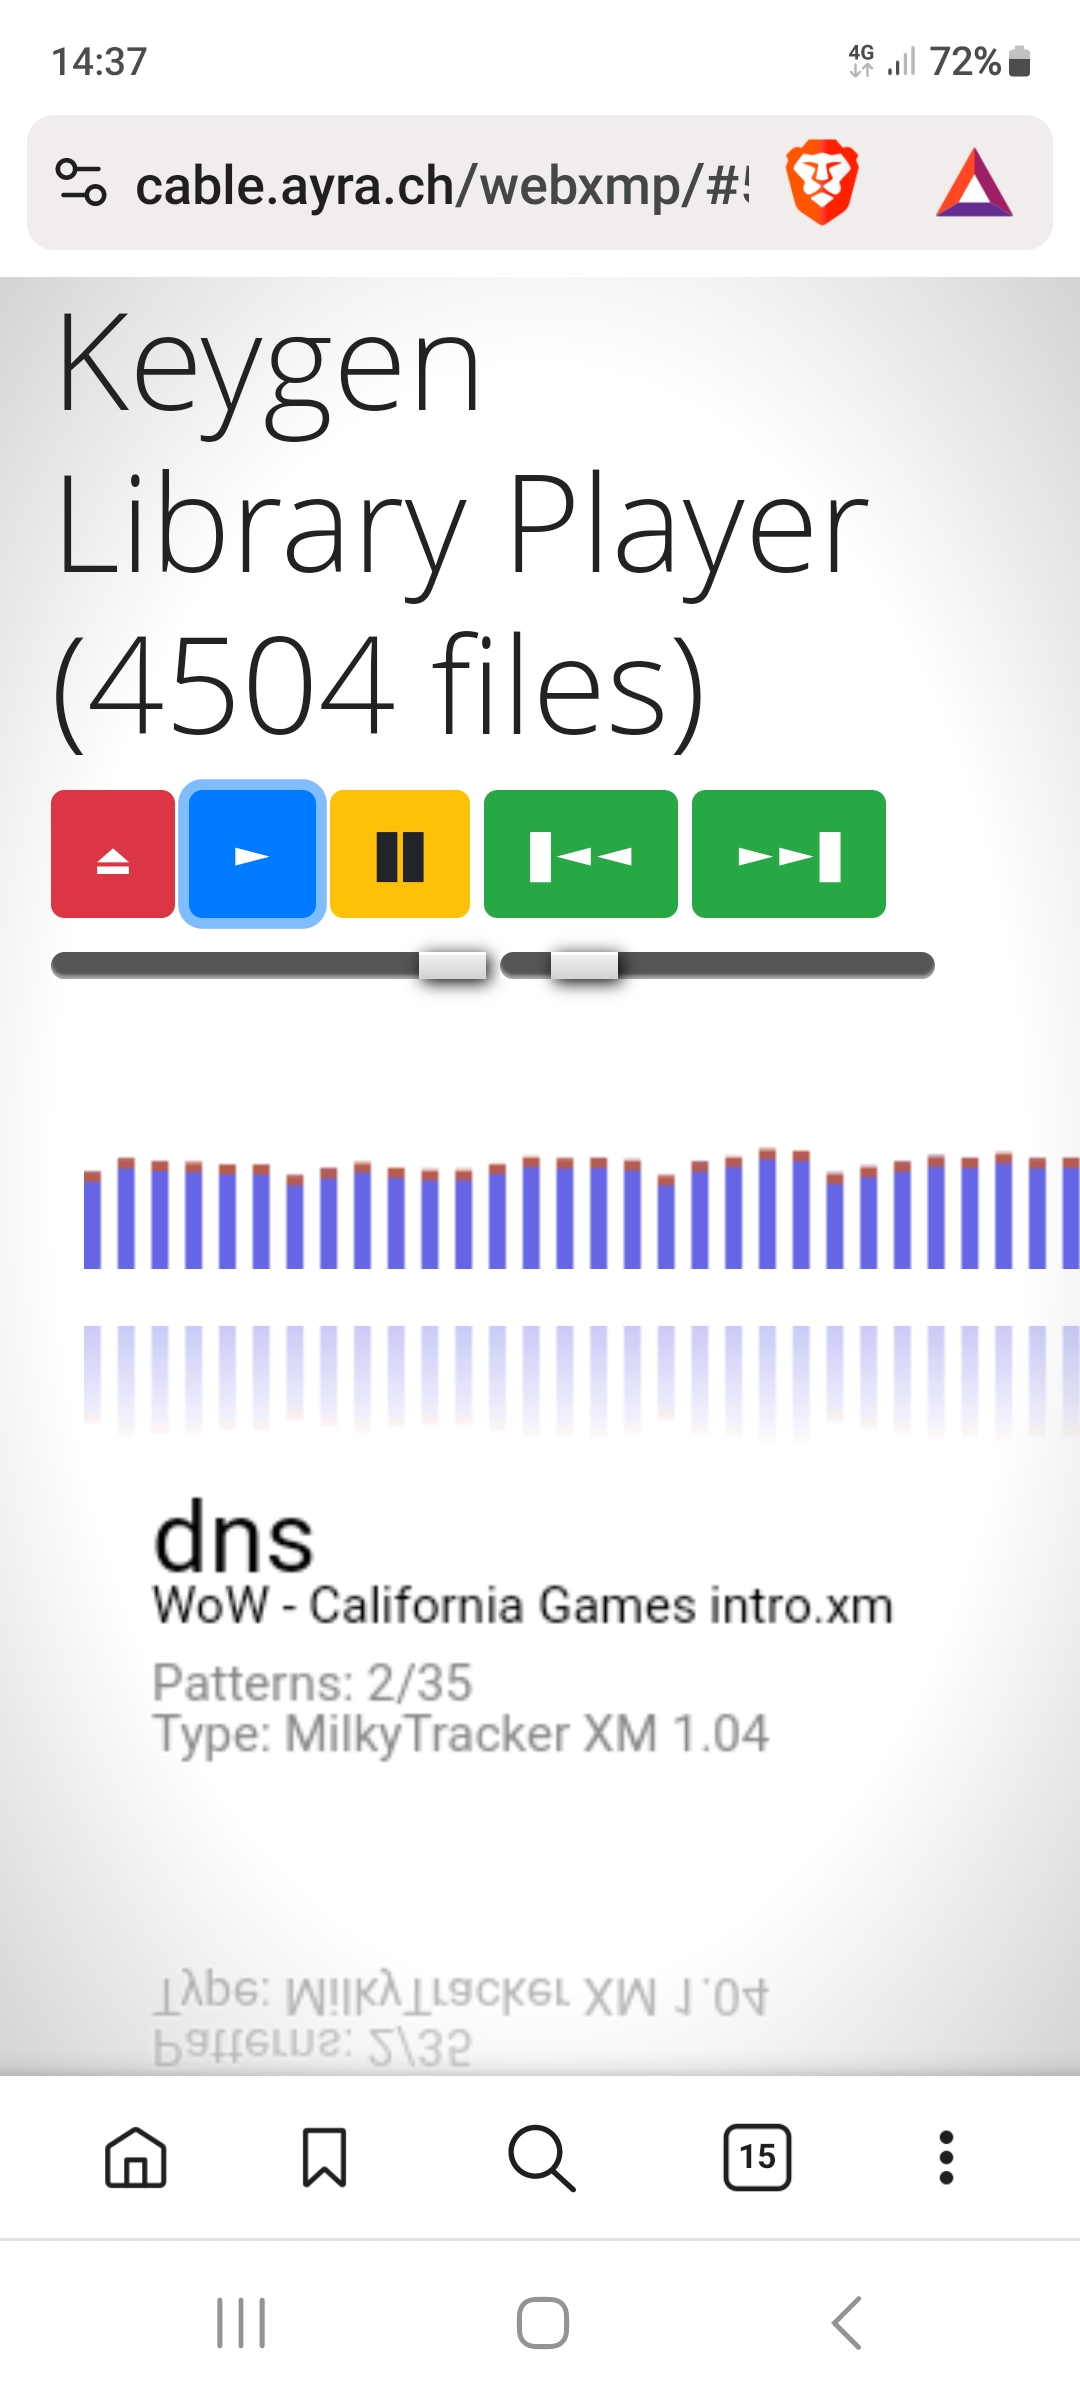 14:37
4G 72%
cable.ayra.ch/webxmp/#
Keygen
Library Player
(4504 files)
dns
WoW - California Games intro.xm
Patterns: 2/35
Type: MilkyTracker XM 1.04
Type: MilkyTracker XM 1.04
Patterns: 2/35
15